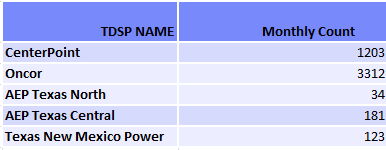 TDSP NAME Monthly Count
CenterPoint 1203
Oncor 3312
AEP Texas North 34
AEP Texas Central 181
Texas New Mexico Power 123